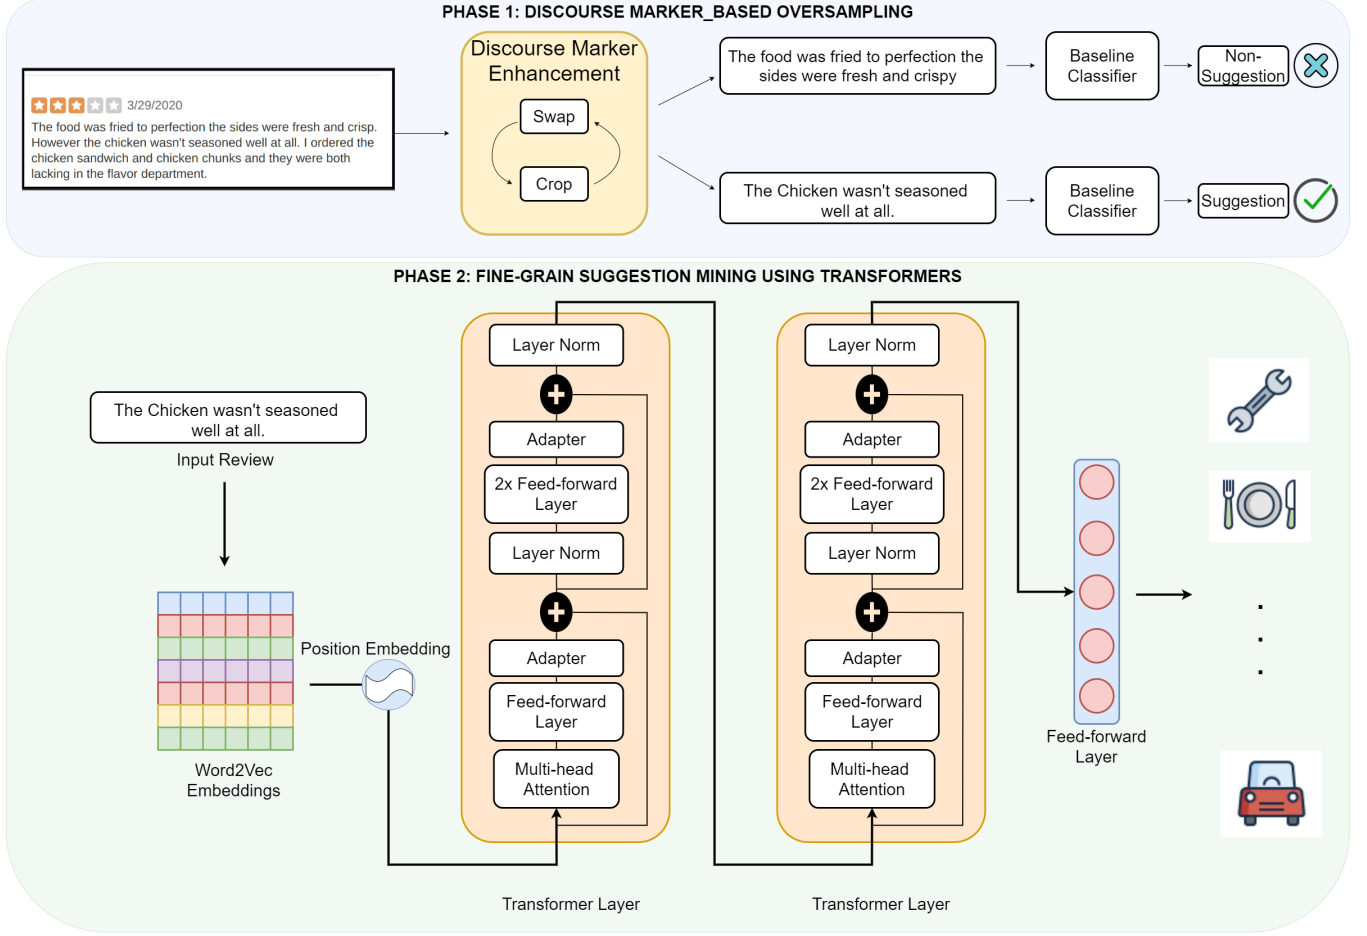 PHASE 1: DISCOURSE MARKER_BASED OVERSAMPLING
3/29/2020
The food was fried to perfection the sides were fresh and crisp.
However the chicken wasn't seasoned well at all. I ordered the
chicken sandwich and chicken chunks and they were both
lacking in the flavor department.
Discourse Marker
Enhancement
Swap
Crop
The food was fried to perfection the
sides were fresh and crispy
Baseline
Classifier
Non-
Suggestion
The Chicken wasn't seasoned
well at all.
Baseline
Classifier
Suggestion
PHASE 2: FINE-GRAIN SUGGESTION MINING USING TRANSFORMERS
The Chicken wasn't seasoned
well at all.
Input Review
Word2Vec
Embeddings
Position Embedding
Layer Norm
Adapter
2x Feed-forward
Layer
Layer Norm
Adapter
Feed-forward
Layer
Multi-head
Attention
Transformer Layer
Layer Norm
Adapter
2x Feed-forward
Layer
Layer Norm
Adapter
Feed-forward
Layer
Multi-head
Attention
Transformer Layer
Feed-forward
Layer